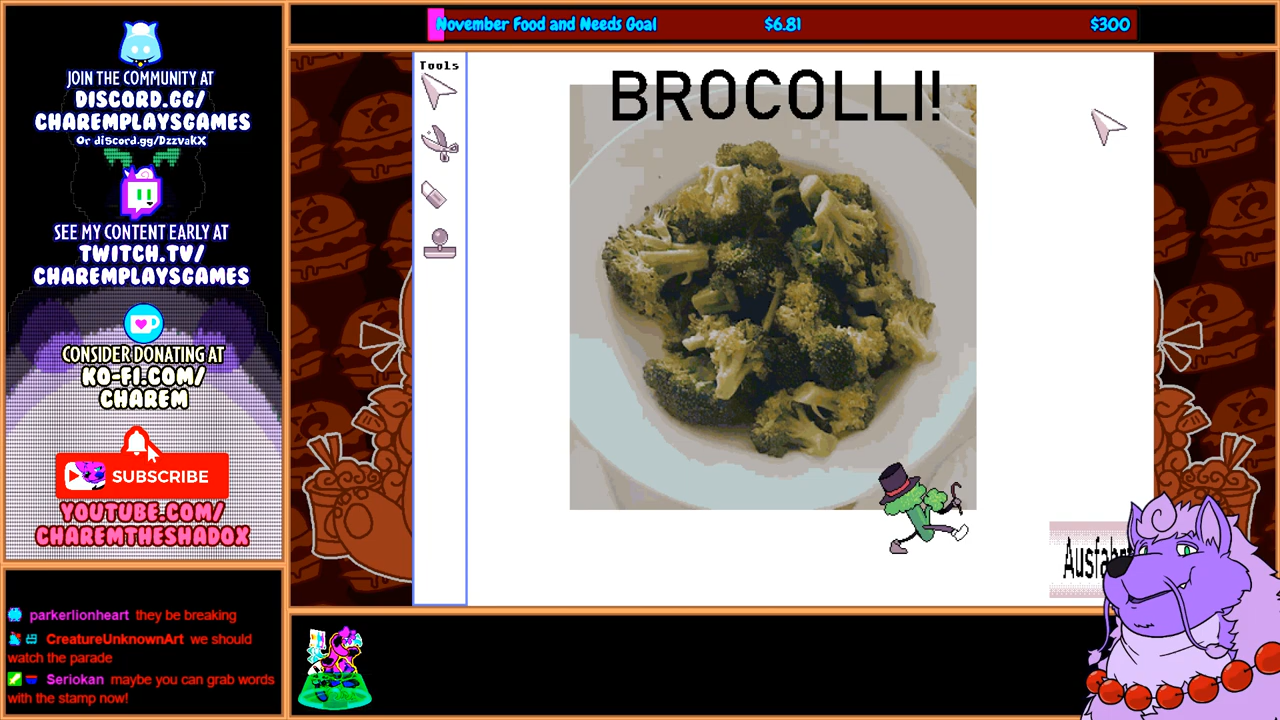 November Food and Needs Goal $6.81 $300
JOIN THE COMMUNITY AT
DISCORD.GG/
CHAREMPLAYSGAMES
Or discord.gg/DzzvaKX
SEE MY CONTENT EARLY AT
TWITCH.TV/
CHAREMPLAYSGAMES
CONSIDER DONATING AT
KO-FI.COM/
CHAREM
SUBSCRIBE
YOUTUBE.COM/
CHAREMTHESHADOX
parkerlionheart they be breaking
CreatureUnknownArt we should
watch the parade
Seriokan maybe you can grab words
with the stamp now!
Tools
BROCOLLI!